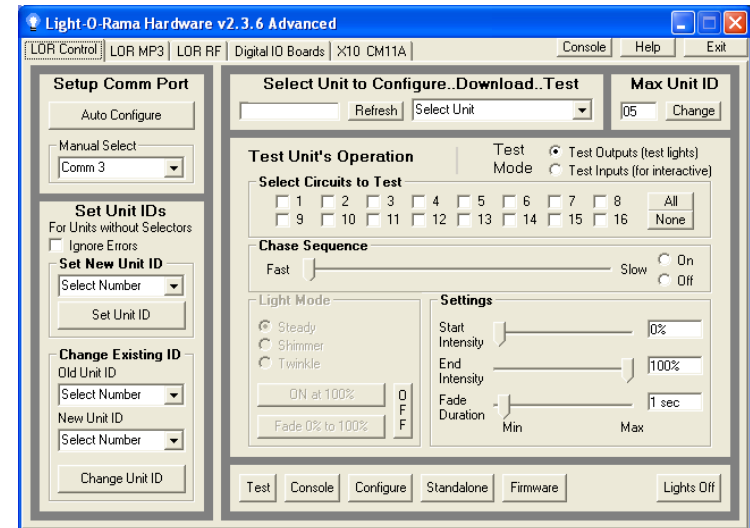 Light-O-Rama Hardware v2.3.6 Advanced
LOR Control LOR MP3 LOR RF Digital IO Boards X10 CM11A Console Help Exit
Setup Comm Port
Auto Configure
Manual Select
Comm 3
Set Unit IDs
For Units without Selectors
Ignore Errors
Set New Unit ID
Select Number
Set Unit ID
Change Existing ID
Old Unit ID
Select Number
New Unit ID
Select Number
Change Unit ID
Select Unit to Configure..Download..Test
Refresh Select Unit
Max Unit ID
05 Change
Test Unit's Operation
Test Mode
Test Outputs (test lights)
Test Inputs (for interactive)
Select Circuits to Test
1 2 3 4 5 6 7 8 All
9 10 11 12 13 14 15 16 None
Chase Sequence
Fast Slow
On
Off
Light Mode
Steady
Shimmer
Twinkle
ON at 100%
Fade 0% to 100%
OFF
Settings
Start Intensity 0%
End Intensity 100%
Fade Duration 1 sec
Min Max
Test Console Configure Standalone Firmware Lights Off